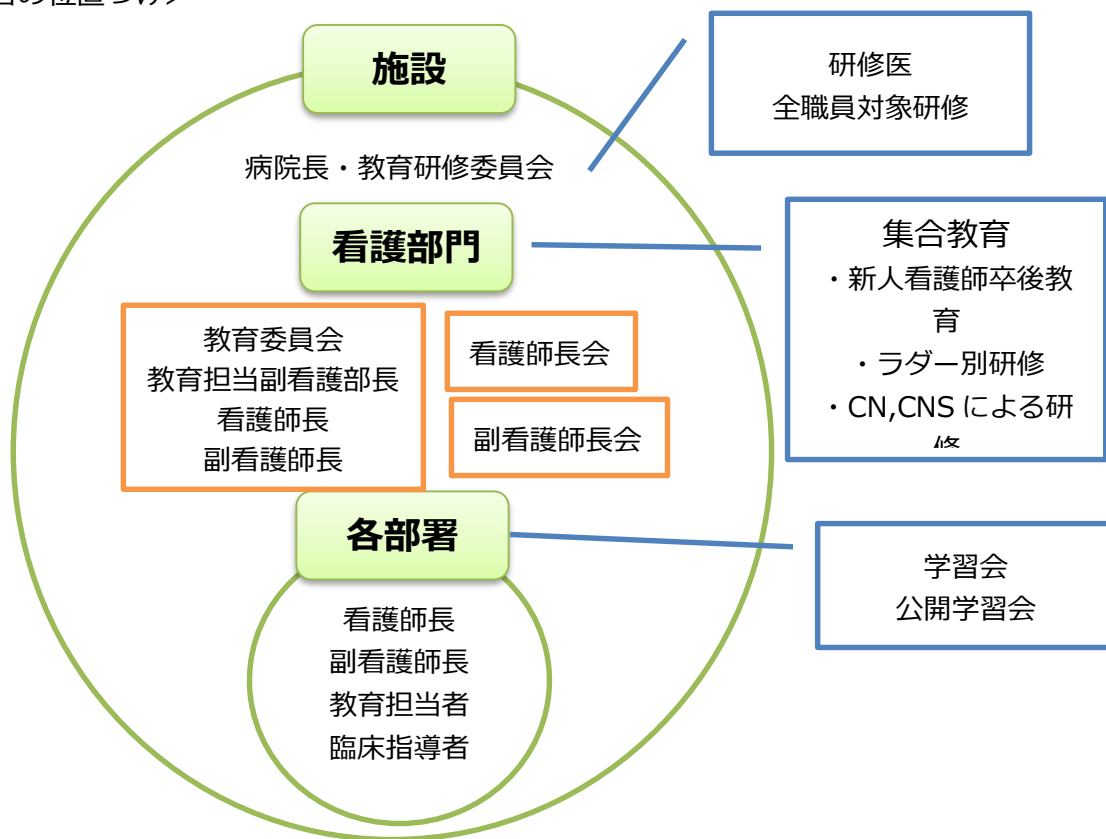 の位置づけ＞
施設
病院長・教育研修委員会
研修医
全職員対象研修
看護部門
集合教育
・新人看護師卒後教
育
・ラダー別研修
・CN,CNS による研
修
教育委員会
教育担当副看護部長
看護師長
副看護師長
看護師長会
副看護師長会
各部署
看護師長
副看護師長
教育担当者
臨床指導者
学習会
公開学習会